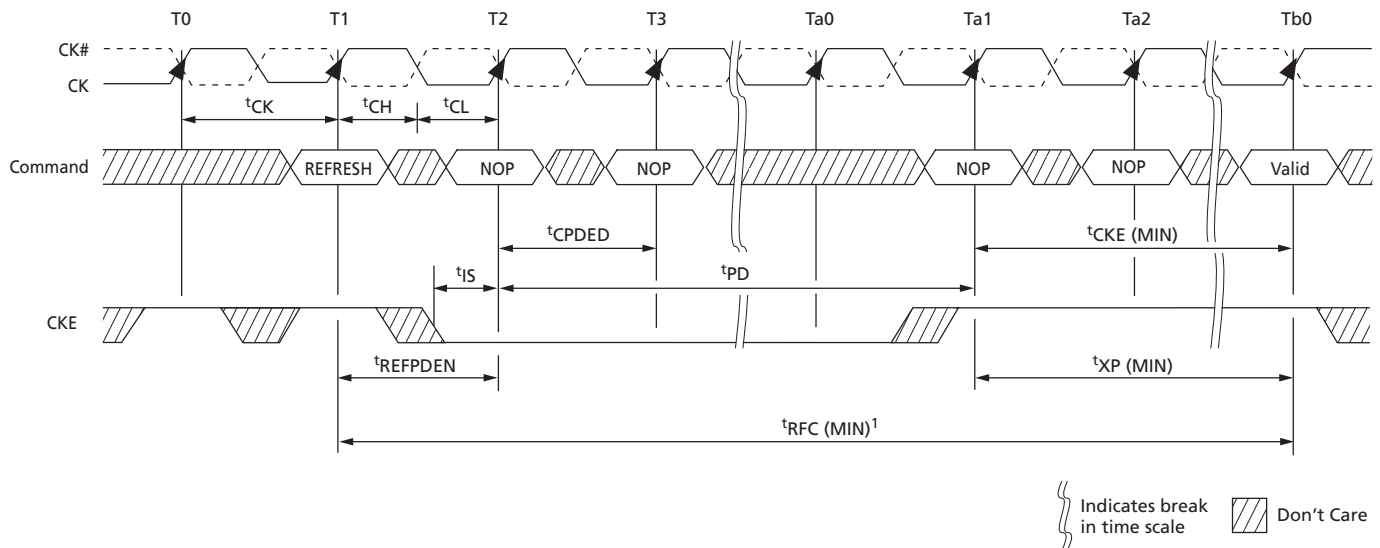 T0 T1 T2 T3 Ta0 Ta1 Ta2 Tb0
CK#
CK
tCK tCH tCL
Command REFRESH NOP NOP NOP NOP Valid
tCPDED tCKE (MIN)
tIS tPD
CKE
tREFPDEN tXP (MIN)
tRFC (MIN)1
Indicates break
in time scale
Don't Care